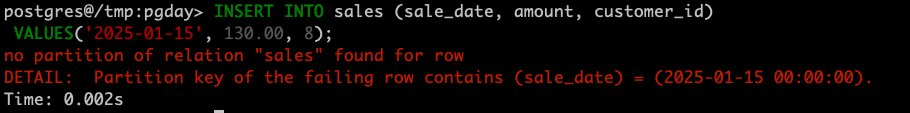 postgres@/tmp:pgday> INSERT INTO sales (sale_date, amount, customer_id)
VALUES('2025-01-15', 130.00, 8);
no partition of relation "sales" found for row
DETAIL:  Partition key of the failing row contains (sale_date) = (2025-01-15 00:00:00).
Time: 0.002s